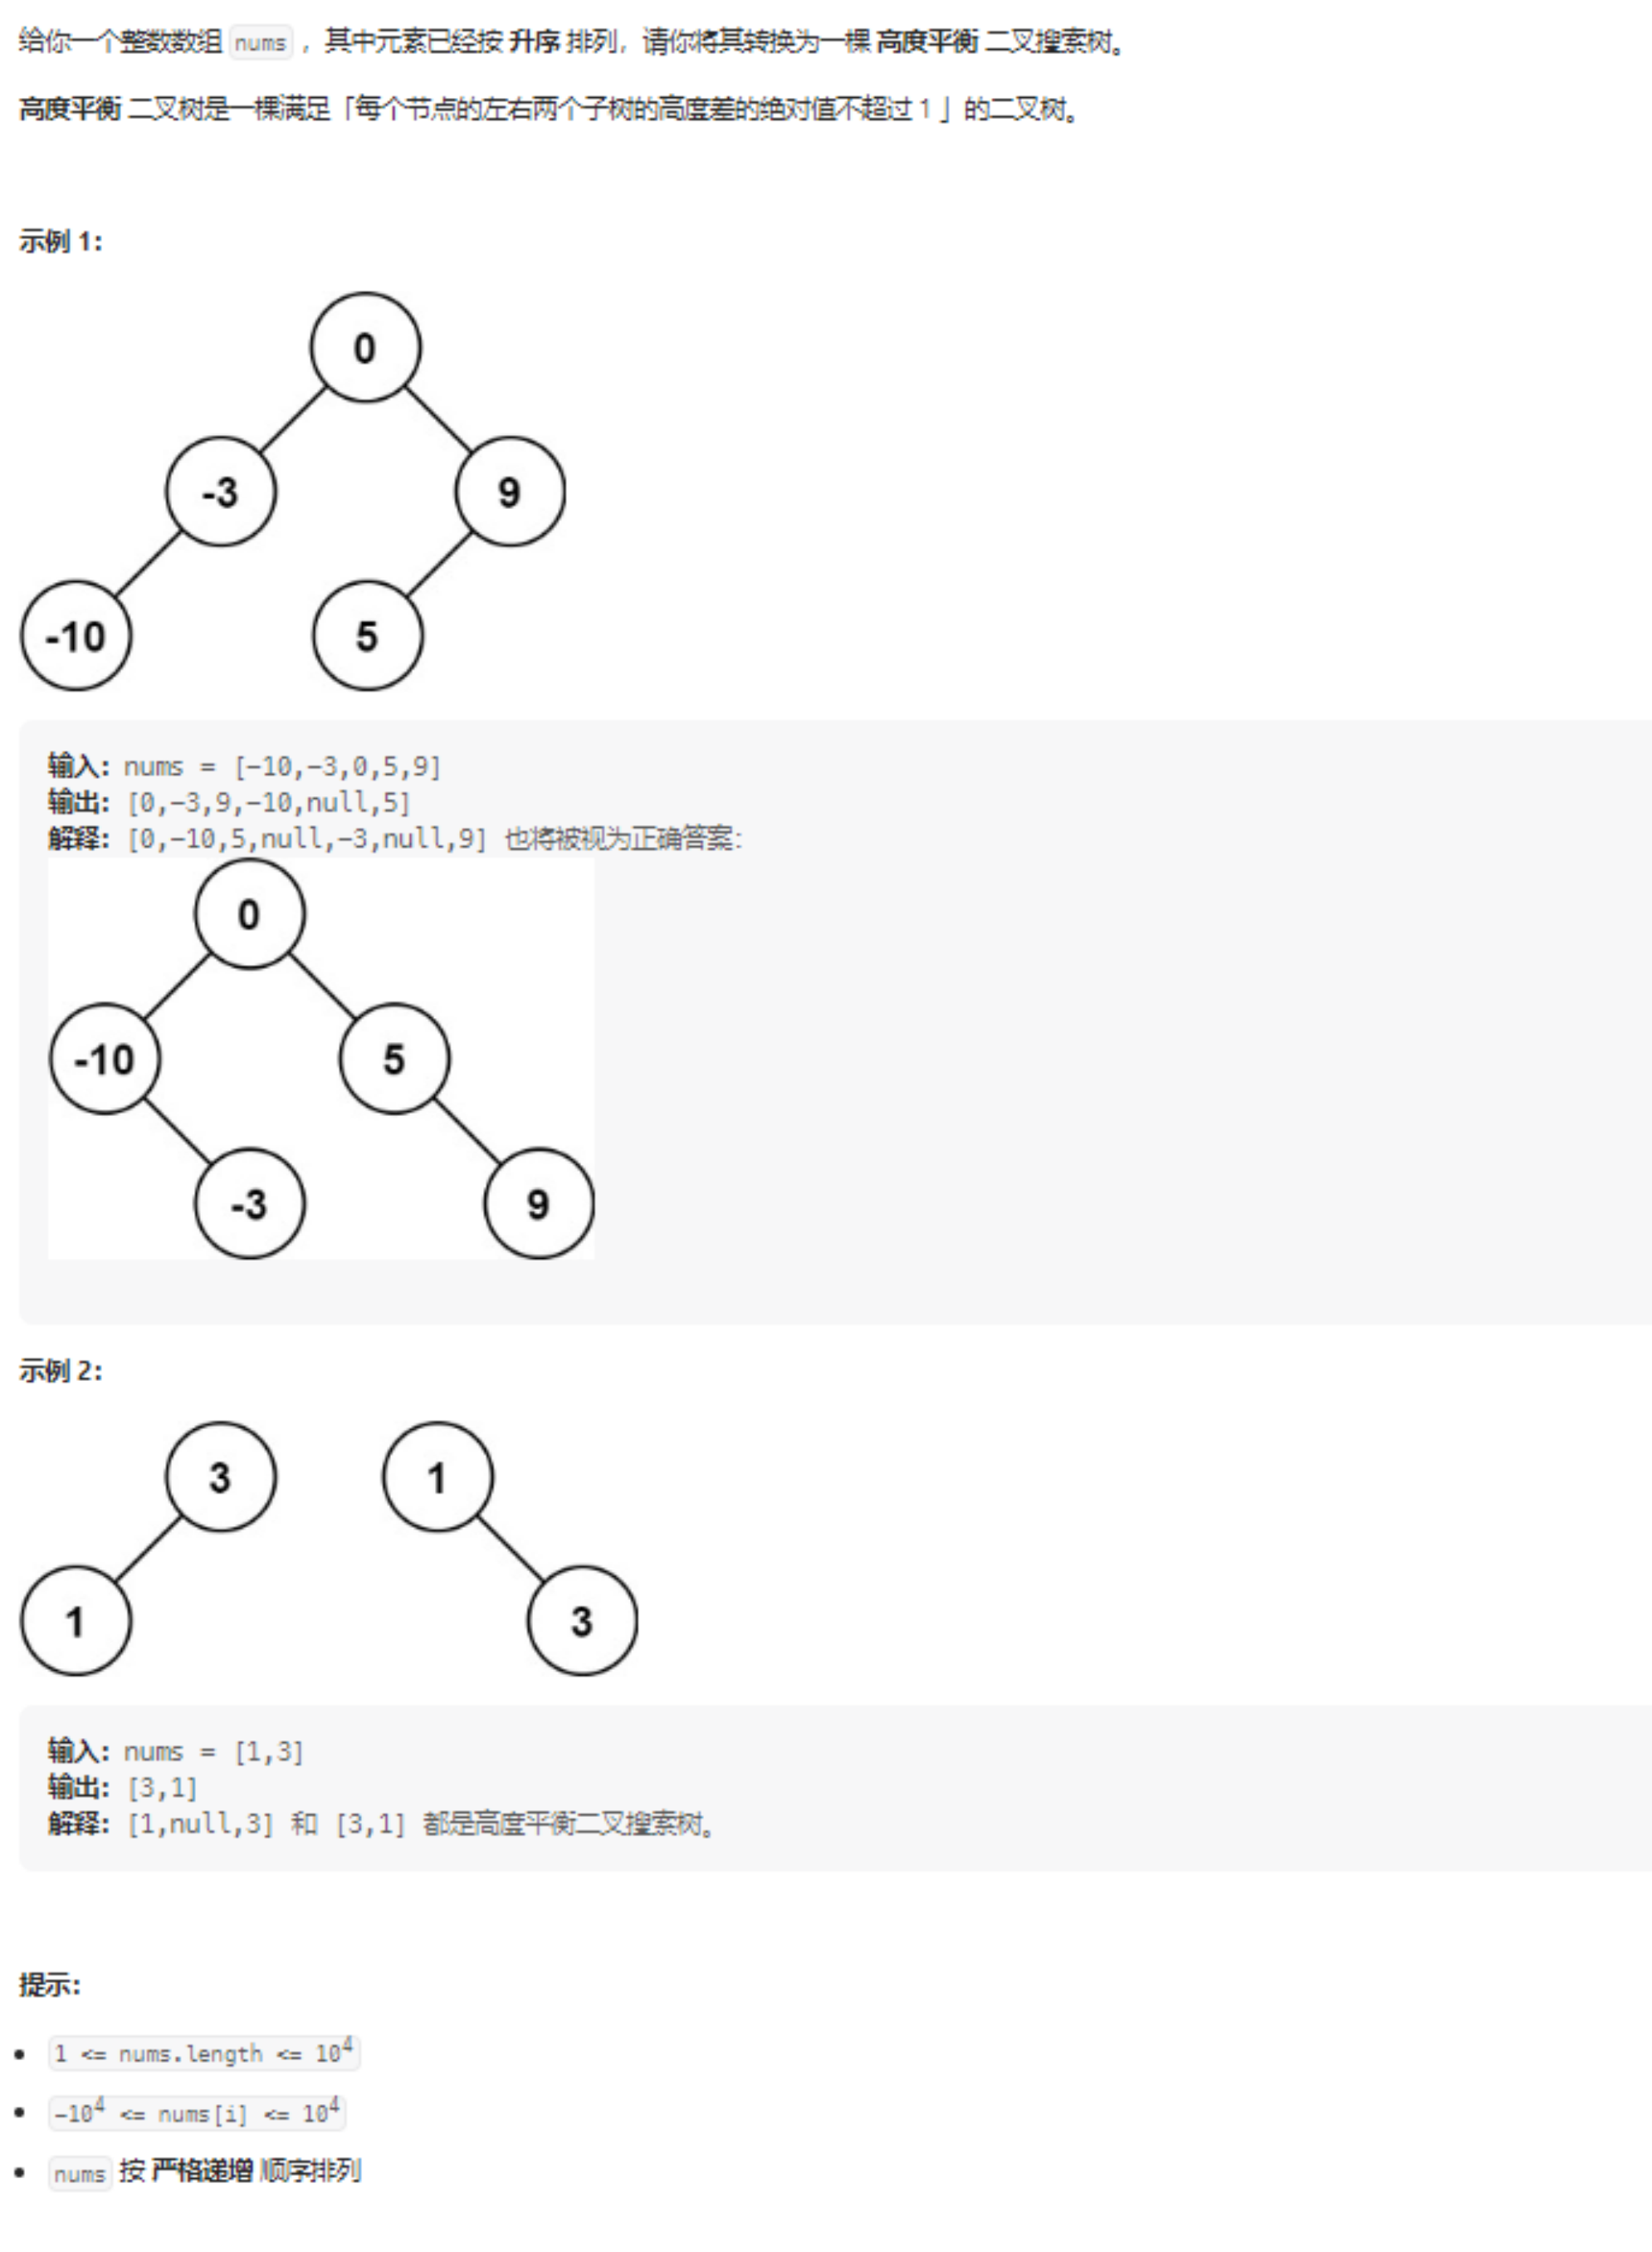 给你一个整数数组 nums ，其中元素已经按 升序 排列，请你将其转换为一棵 高度平衡 二叉搜索树。
高度平衡 二叉树是一棵满足「每个节点的左右两个子树的高度差的绝对值不超过 1 」的二叉树。
示例 1：
0
-3 9
-10 5
输入：nums = [-10,-3,0,5,9]
输出：[0,-3,9,-10,null,5]
解释：[0,-10,5,null,-3,null,9] 也将被视为正确答案：
0
-10 5
-3 9
示例 2：
3 1
1 3
输入：nums = [1,3]
输出：[3,1]
解释：[1,null,3] 和 [3,1] 都是高度平衡二叉搜索树。
提示：
1 <= nums.length <= 10⁴
-10⁴ <= nums[i] <= 10⁴
nums 按 严格递增 顺序排列